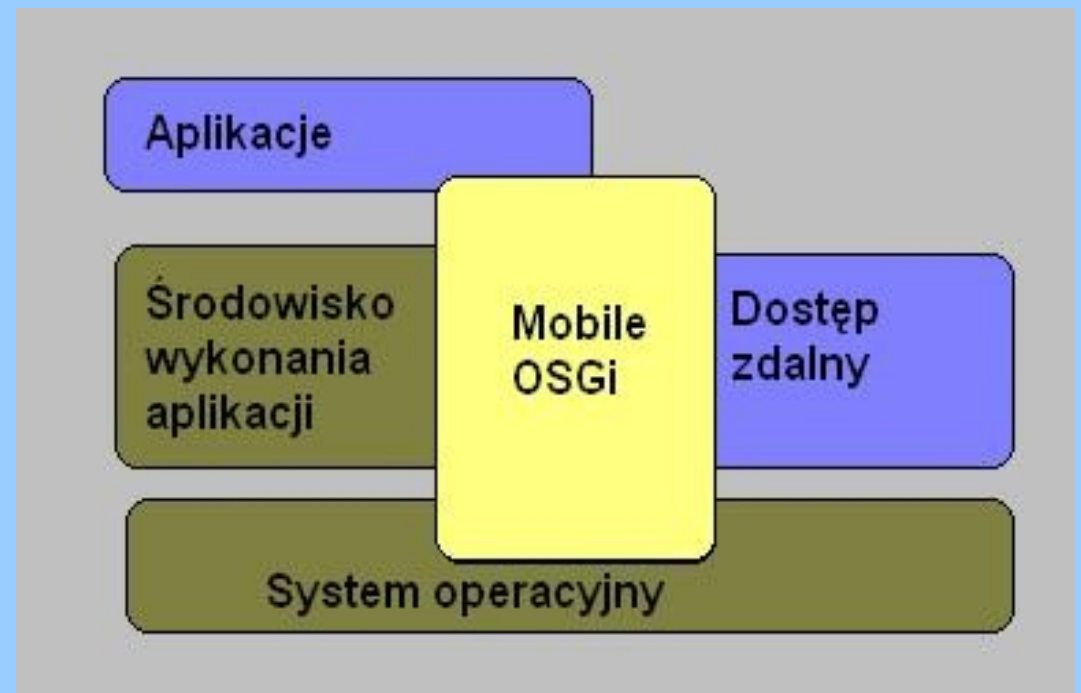 Aplikacje
Środowisko
wykonania
aplikacji
Mobile
OSGi
Dostęp
zdalny
System operacyjny